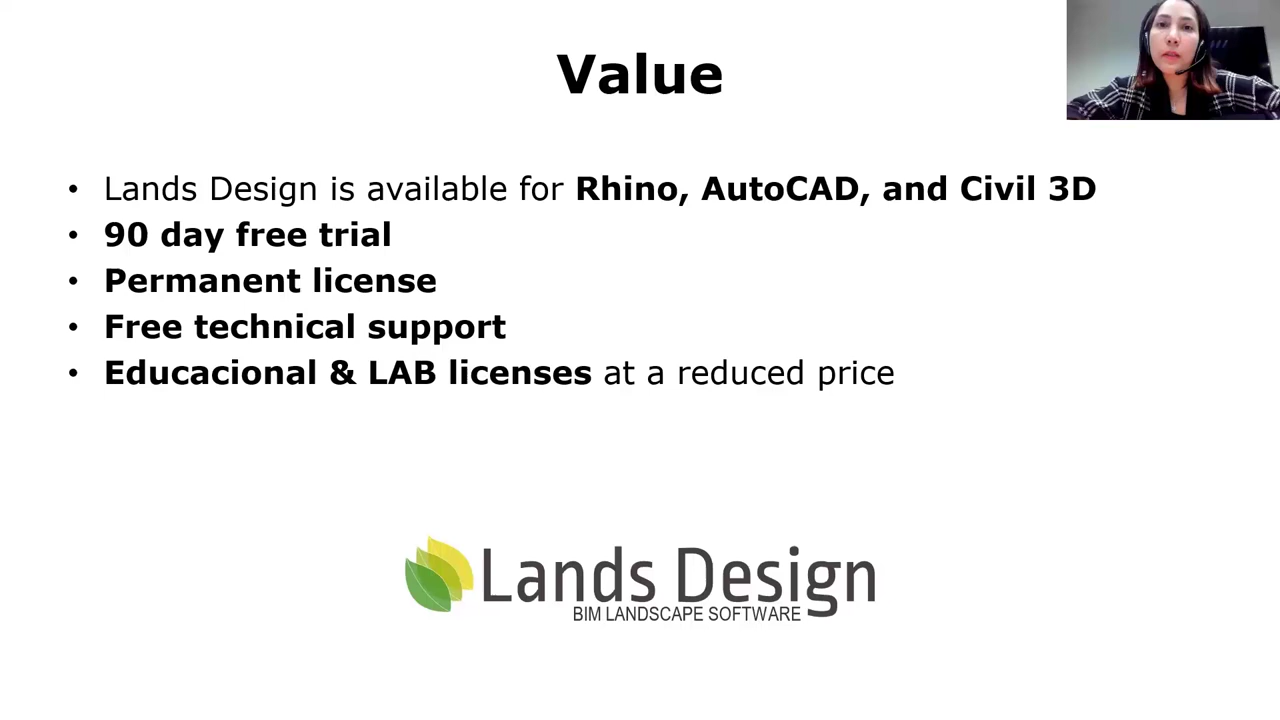 Value
• Lands Design is available for Rhino, AutoCAD, and Civil 3D
• 90 day free trial
• Permanent license
• Free technical support
• Educacional & LAB licenses at a reduced price
Lands Design
BIM LANDSCAPE SOFTWARE